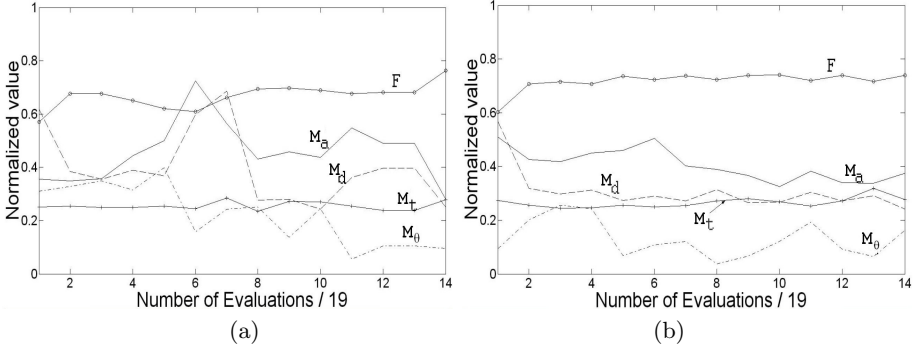 1
0.8
0.6
0.4
0.2
0
Normalized value
F
M_a̅
M_d
M_t
M_θ
2 4 6 8 10 12 14
Number of Evaluations / 19
(a)
1
0.8
0.6
0.4
0.2
0
Normalized value
F
M_a̅
M_d
M_t
M_θ
2 4 6 8 10 12 14
Number of Evaluations / 19
(b)